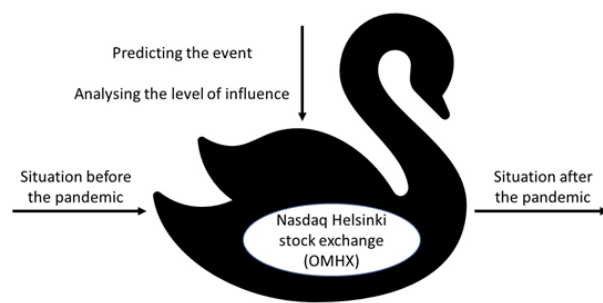 Predicting the event
Analysing the level of influence
Situation before
the pandemic
Nasdaq Helsinki
stock exchange
(OMHX)
Situation after
the pandemic